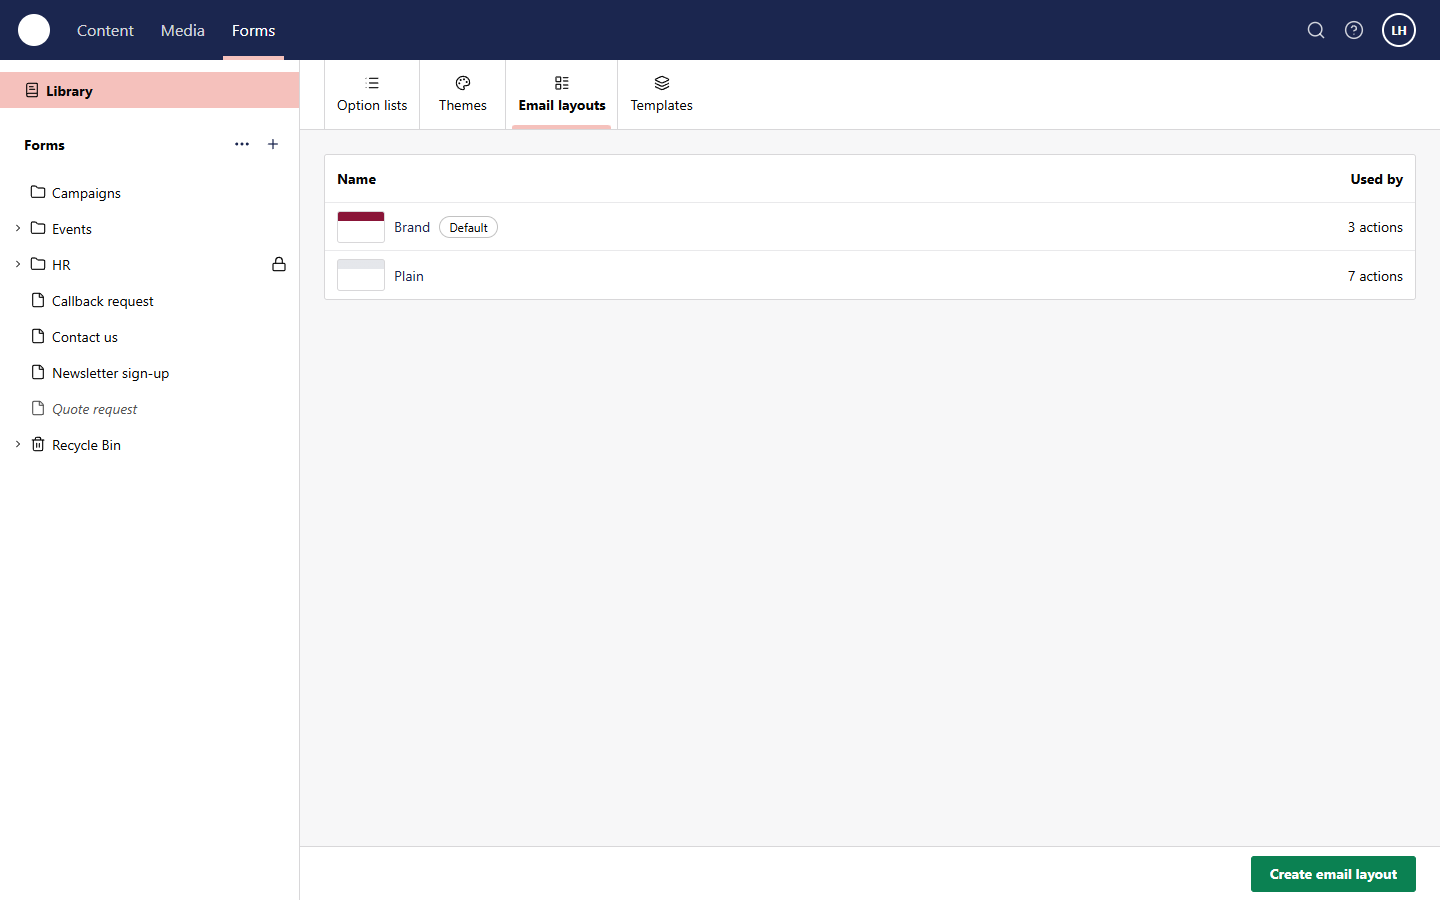 Content Media Forms LH
Library
Forms
Campaigns
Events
HR
Callback request
Contact us
Newsletter sign-up
Quote request
Recycle Bin
Option lists Themes Email layouts Templates
Name Used by
Brand Default 3 actions
Plain 7 actions
Create email layout